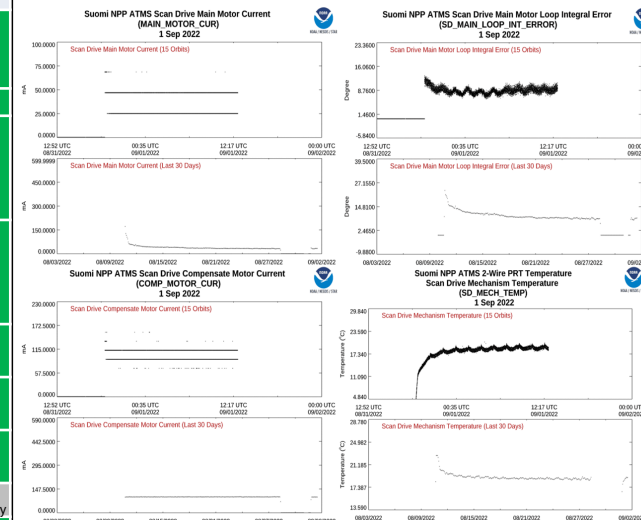 Suomi NPP ATMS Scan Drive Main Motor Current
(MAIN_MOTOR_CUR)
1 Sep 2022
Scan Drive Main Motor Current (15 Orbits)
100.0000
75.0000
50.0000
25.0000
0.0000
mA
12:52 UTC 00:35 UTC 12:17 UTC 00:00 UTC
08/31/2022 09/01/2022 09/01/2022 09/02/2022
Scan Drive Main Motor Current (Last 30 Days)
599.9999
450.0000
300.0000
150.0000
0.0000
mA
08/03/2022 08/09/2022 08/15/2022 08/21/2022 08/27/2022 09/02/2022
Suomi NPP ATMS Scan Drive Main Motor Loop Integral Error
(SD_MAIN_LOOP_INT_ERROR)
1 Sep 2022
Scan Drive Main Motor Loop Integral Error (15 Orbits)
23.3600
16.0600
8.7600
1.4600
-5.8400
Degree
12:52 UTC 00:35 UTC 12:17 UTC 00:00 UTC
08/31/2022 09/01/2022 09/01/2022
Scan Drive Main Motor Loop Integral Error (Last 30 Days)
39.5000
27.1550
14.8100
2.4650
-9.8800
Degree
08/03/2022 08/09/2022 08/15/2022 08/21/2022 08/27/2022
Suomi NPP ATMS Scan Drive Compensate Motor Current
(COMP_MOTOR_CUR)
1 Sep 2022
Scan Drive Compensate Motor Current (15 Orbits)
230.0000
172.5000
115.0000
57.5000
0.0000
mA
12:52 UTC 00:35 UTC 12:17 UTC 00:00 UTC
08/31/2022 09/01/2022 09/01/2022 09/02/2022
Scan Drive Compensate Motor Current (Last 30 Days)
590.0000
442.5000
295.0000
147.5000
0.0000
mA
Suomi NPP ATMS 2-Wire PRT Temperature
Scan Drive Mechanism Temperature
(SD_MECH_TEMP)
1 Sep 2022
Scan Drive Mechanism Temperature (15 Orbits)
29.840
23.590
17.340
11.090
4.840
Temperature (°C)
12:52 UTC 00:35 UTC 12:17 UTC
08/31/2022 09/01/2022 09/01/2022
Scan Drive Mechanism Temperature (Last 30 Days)
28.780
24.982
21.185
17.387
13.590
Temperature (°C)
08/03/2022 08/09/2022 08/15/2022 08/21/2022 08/27/2022